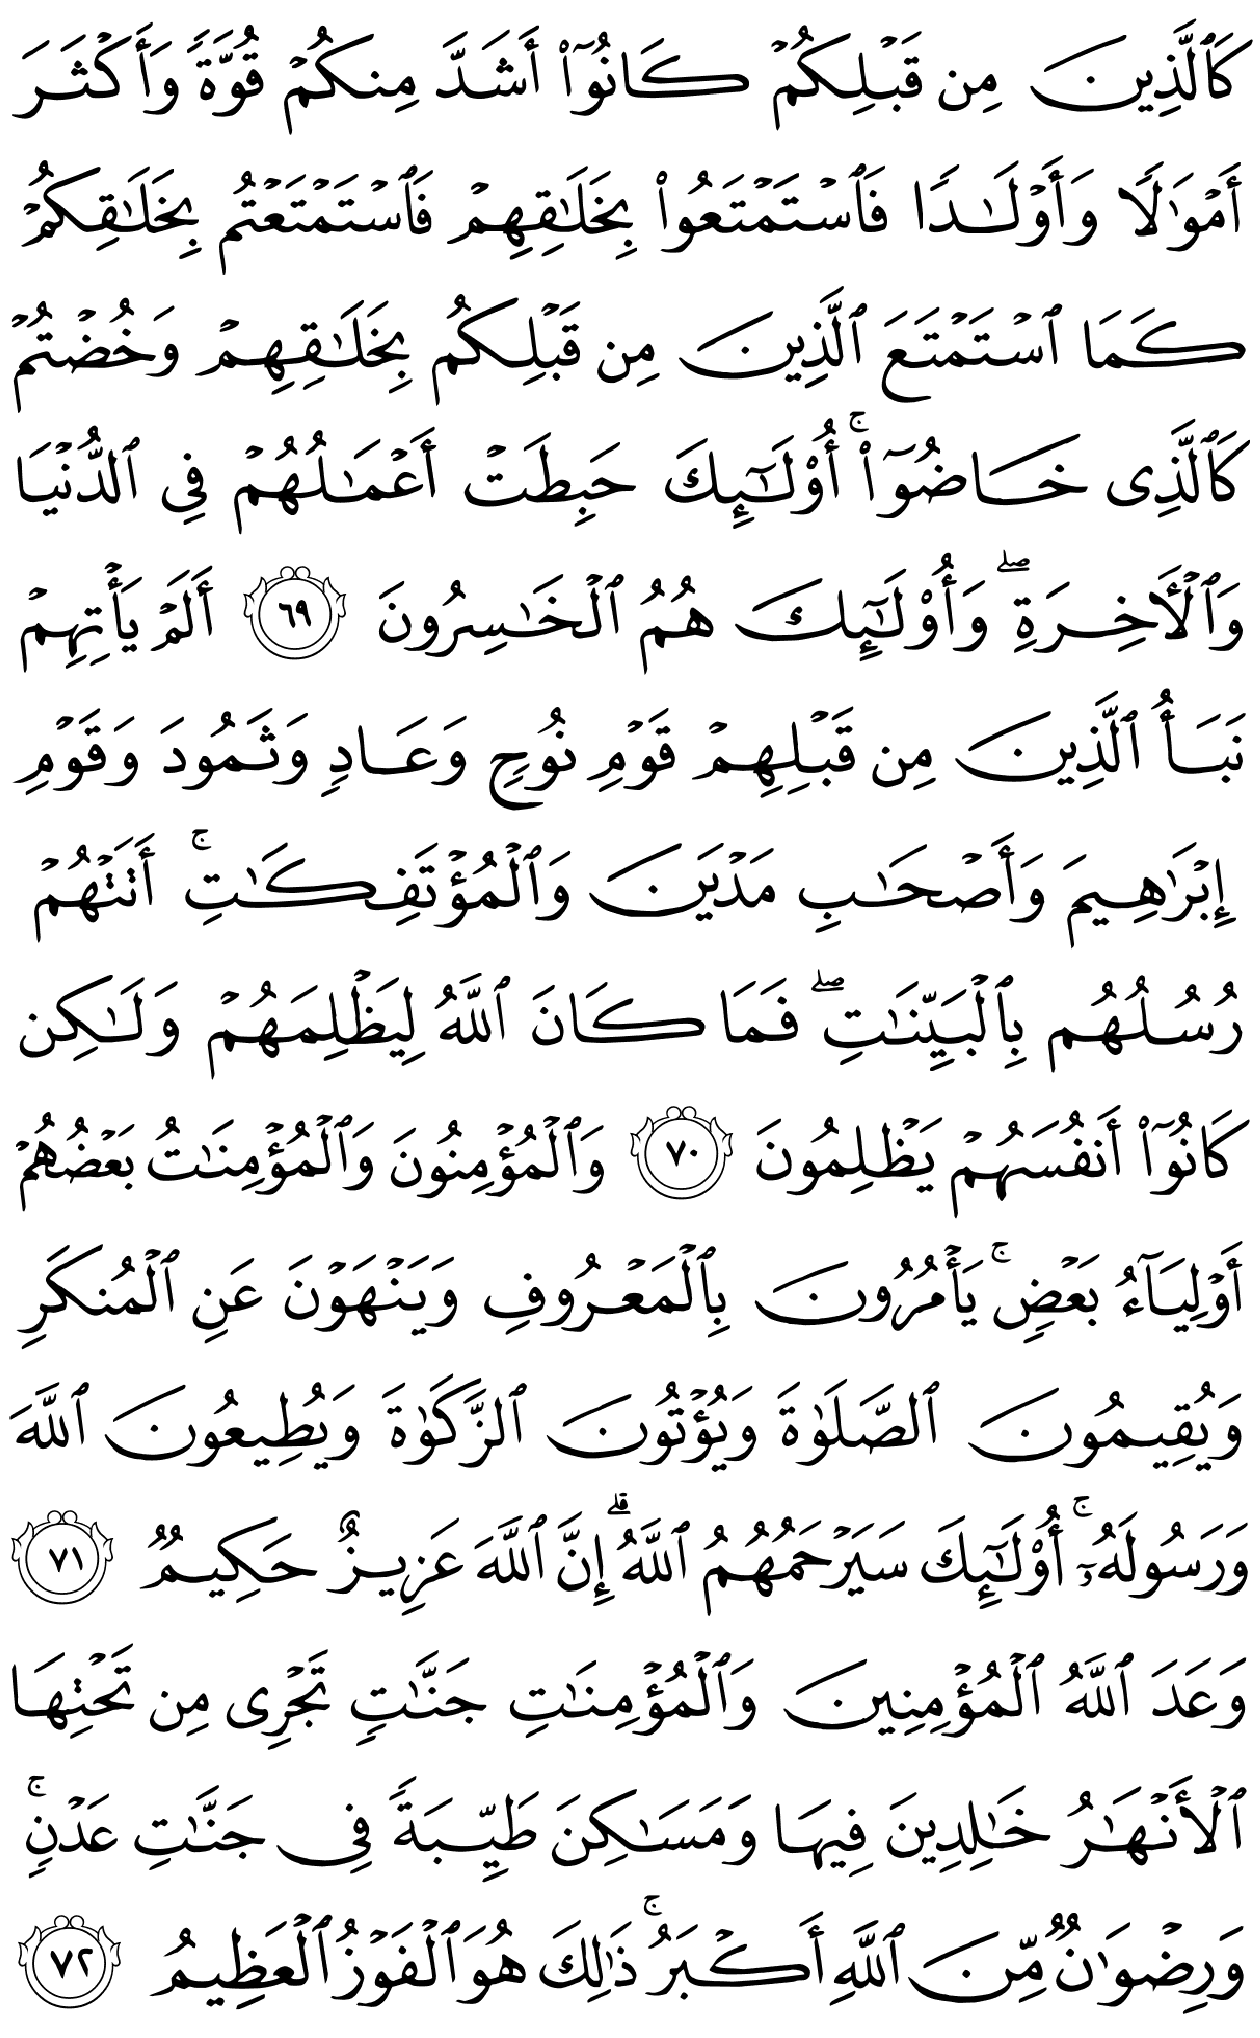 كَٱلَّذِينَ مِن قَبۡلِكُمۡ كَانُوٓاْ أَشَدَّ مِنكُمۡ قُوَّةٗ وَأَكۡثَرَ
أَمۡوَٰلٗا وَأَوۡلَٰدٗا فَٱسۡتَمۡتَعُواْ بِخَلَٰقِهِمۡ فَٱسۡتَمۡتَعۡتُم بِخَلَٰقِكُمۡ
كَمَا ٱسۡتَمۡتَعَ ٱلَّذِينَ مِن قَبۡلِكُم بِخَلَٰقِهِمۡ وَخُضۡتُمۡ
كَٱلَّذِي خَاضُوٓاْۚ أُوْلَٰٓئِكَ حَبِطَتۡ أَعۡمَٰلُهُمۡ فِي ٱلدُّنۡيَا
وَٱلۡأٓخِرَةِۖ وَأُوْلَٰٓئِكَ هُمُ ٱلۡخَٰسِرُونَ ٦٩ أَلَمۡ يَأۡتِهِمۡ
نَبَأُ ٱلَّذِينَ مِن قَبۡلِهِمۡ قَوۡمِ نُوحٖ وَعَادٖ وَثَمُودَ وَقَوۡمِ
إِبۡرَٰهِيمَ وَأَصۡحَٰبِ مَدۡيَنَ وَٱلۡمُؤۡتَفِكَٰتِۚ أَتَتۡهُمۡ
رُسُلُهُم بِٱلۡبَيِّنَٰتِۖ فَمَا كَانَ ٱللَّهُ لِيَظۡلِمَهُمۡ وَلَٰكِن
كَانُوٓاْ أَنفُسَهُمۡ يَظۡلِمُونَ ٧٠ وَٱلۡمُؤۡمِنُونَ وَٱلۡمُؤۡمِنَٰتُ بَعۡضُهُمۡ
أَوۡلِيَآءُ بَعۡضٖۚ يَأۡمُرُونَ بِٱلۡمَعۡرُوفِ وَيَنۡهَوۡنَ عَنِ ٱلۡمُنكَرِ
وَيُقِيمُونَ ٱلصَّلَوٰةَ وَيُؤۡتُونَ ٱلزَّكَوٰةَ وَيُطِيعُونَ ٱللَّهَ
وَرَسُولَهُۥٓۚ أُوْلَٰٓئِكَ سَيَرۡحَمُهُمُ ٱللَّهُۗ إِنَّ ٱللَّهَ عَزِيزٌ حَكِيمٞ ٧١
وَعَدَ ٱللَّهُ ٱلۡمُؤۡمِنِينَ وَٱلۡمُؤۡمِنَٰتِ جَنَّٰتٖ تَجۡرِي مِن تَحۡتِهَا
ٱلۡأَنۡهَٰرُ خَٰلِدِينَ فِيهَا وَمَسَٰكِنَ طَيِّبَةٗ فِي جَنَّٰتِ عَدۡنٖۚ
وَرِضۡوَٰنٞ مِّنَ ٱللَّهِ أَكۡبَرُۚ ذَٰلِكَ هُوَ ٱلۡفَوۡزُ ٱلۡعَظِيمُ ٧٢